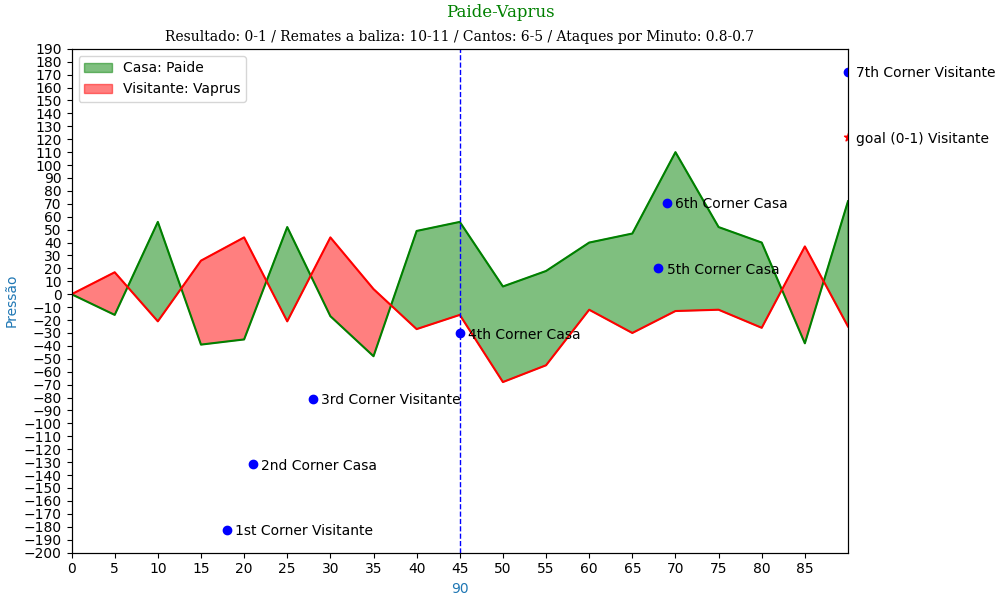 Paide-Vaprus
Resultado: 0-1 / Remates a baliza: 10-11 / Cantos: 6-5 / Ataques por Minuto: 0.8-0.7
Casa: Paide
Visitante: Vaprus
7th Corner Visitante
goal (0-1) Visitante
6th Corner Casa
5th Corner Casa
4th Corner Casa
3rd Corner Visitante
2nd Corner Casa
1st Corner Visitante
Pressão
190
180
170
160
150
140
130
120
110
100
90
80
70
60
50
40
30
20
10
0
−10
−20
−30
−40
−50
−60
−70
−80
−90
−100
−110
−120
−130
−140
−150
−160
−170
−180
−190
−200
0 5 10 15 20 25 30 35 40 45 50 55 60 65 70 75 80 85
90